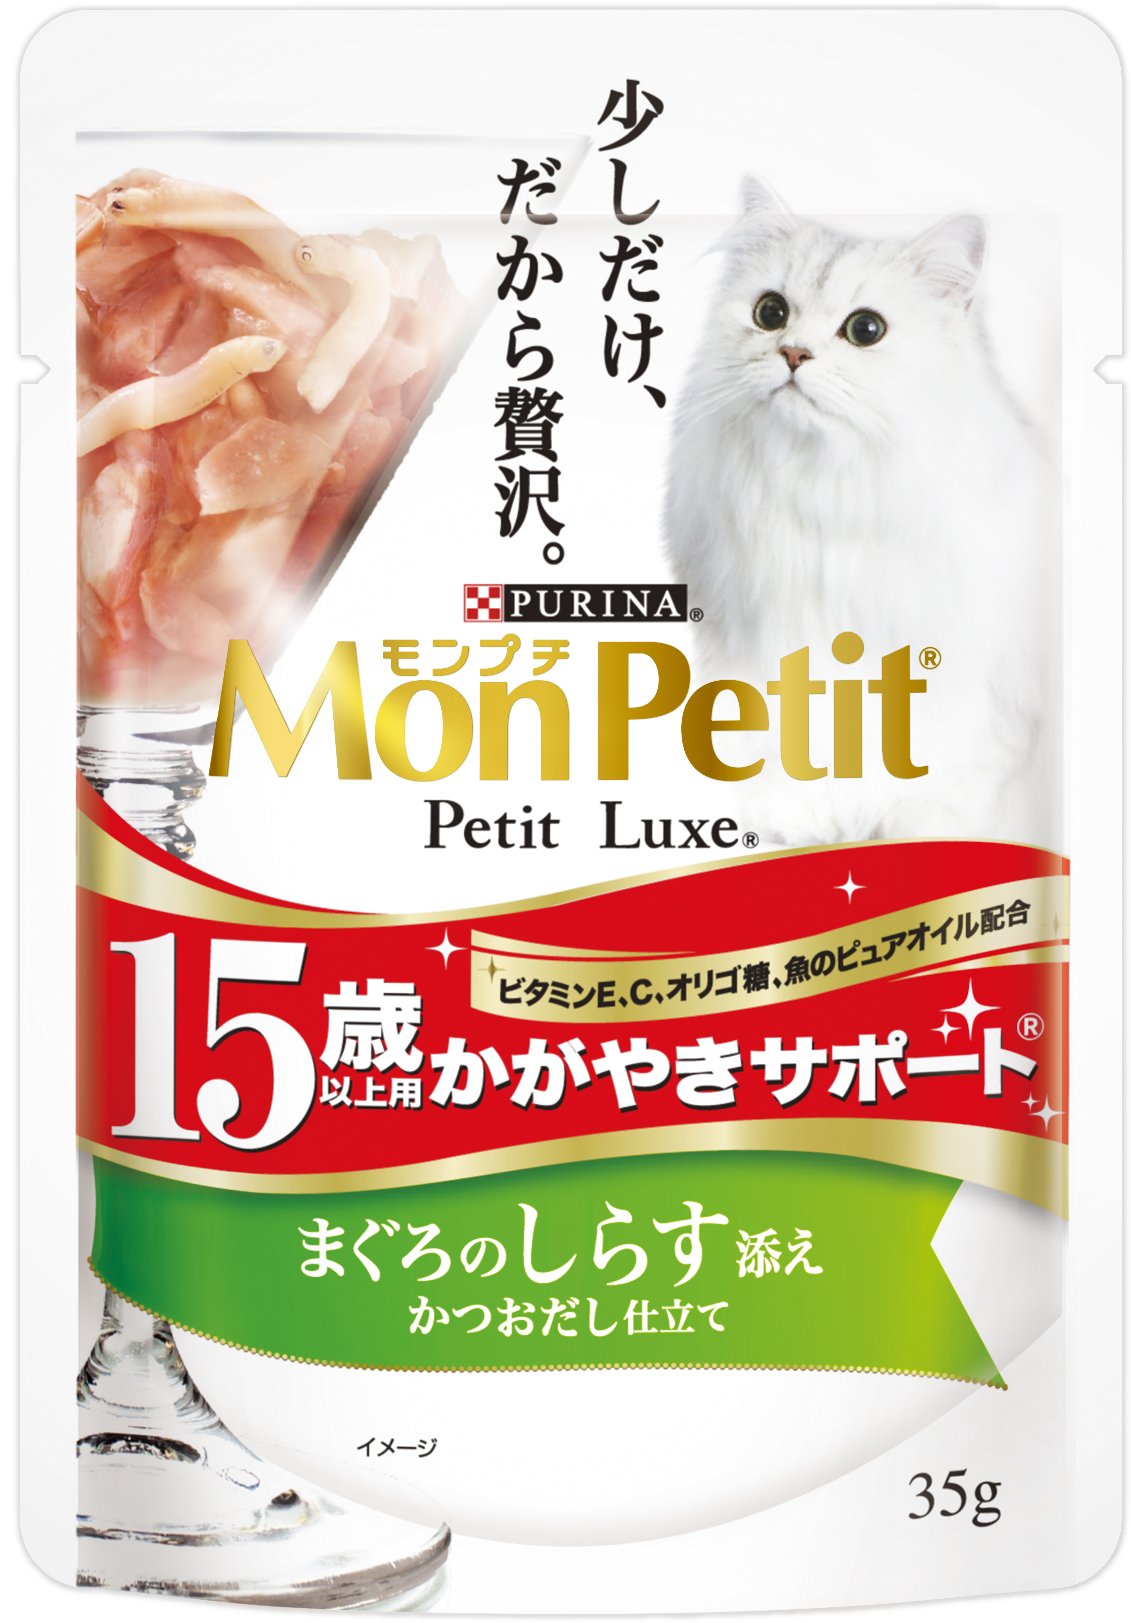 少しだけ、
だから贅沢。
PURINA®
モンプチ
MonPetit®
Petit Luxe®
ビタミンE、C、オリゴ糖、魚のピュアオイル配合
15歳以上用かがやきサポート®
まぐろのしらす添え
かつおだし仕立て
イメージ
35g